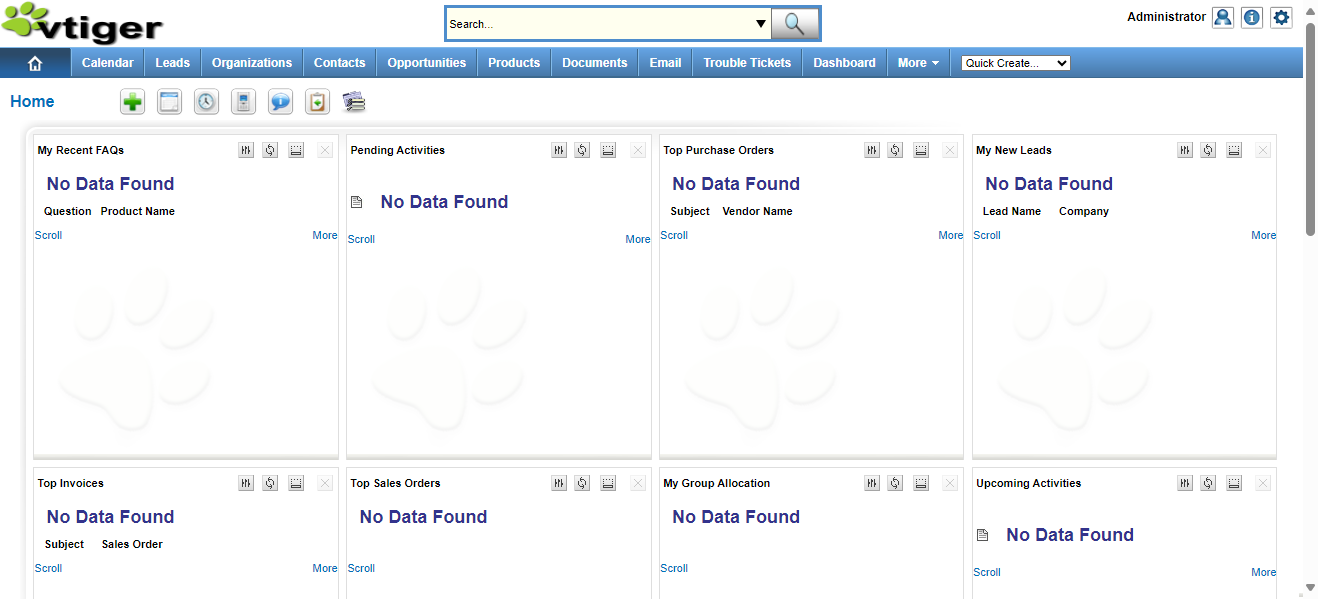 vtiger
Search...
Administrator
Calendar Leads Organizations Contacts Opportunities Products Documents Email Trouble Tickets Dashboard More Quick Create...
Home
My Recent FAQs
No Data Found
Question Product Name
Scroll More
Pending Activities
No Data Found
Scroll More
Top Purchase Orders
No Data Found
Subject Vendor Name
Scroll More
My New Leads
No Data Found
Lead Name Company
Scroll More
Top Invoices
No Data Found
Subject Sales Order
Scroll More
Top Sales Orders
No Data Found
Scroll
My Group Allocation
No Data Found
Scroll
Upcoming Activities
No Data Found
Scroll More